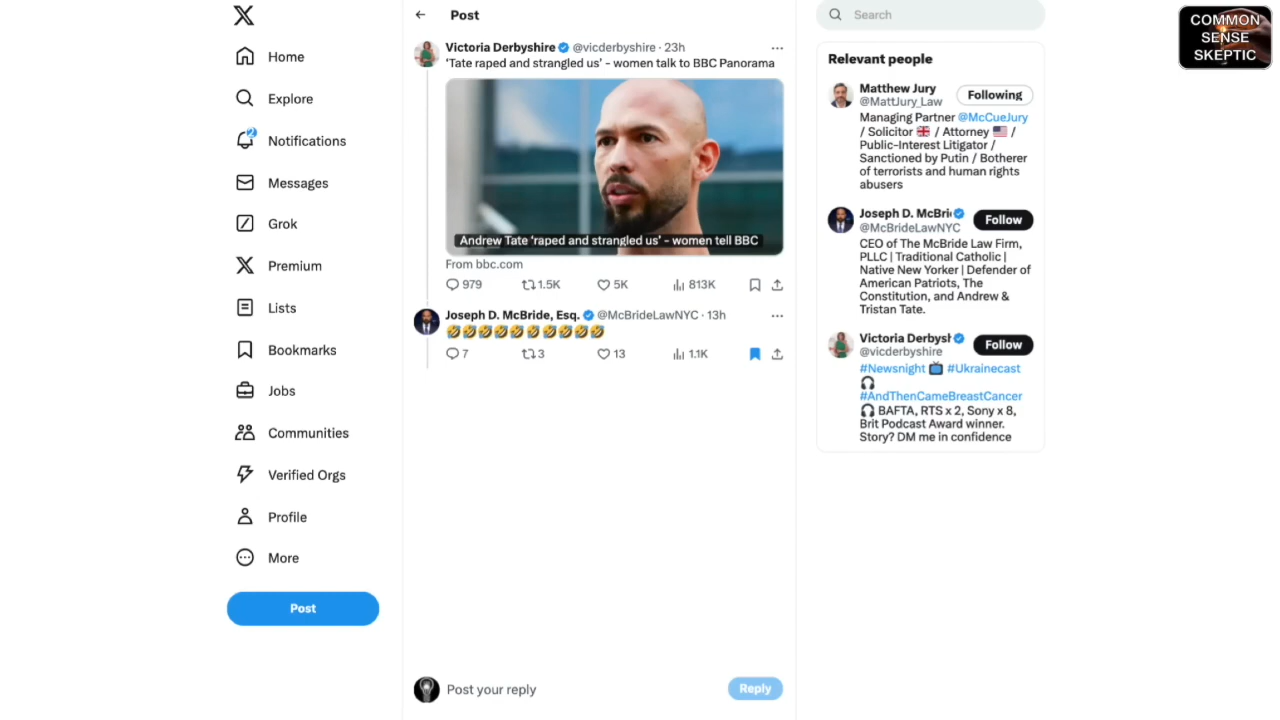 Home
Explore
2
Notifications
Messages
Grok
Premium
Lists
Bookmarks
Jobs
Communities
Verified Orgs
Profile
More
Post
Post
Victoria Derbyshire @vicderbyshire · 23h
'Tate raped and strangled us' - women talk to BBC Panorama
Andrew Tate 'raped and strangled us' - women tell BBC
From bbc.com
979 1.5K 5K 813K
Joseph D. McBride, Esq. @McBrideLawNYC · 13h
🤣🤣🤣🤣🤣🤣🤣🤣🤣🤣
7 3 13 1.1K
Post your reply
Reply
Search
Relevant people
Matthew Jury
@MattJury_Law
Following
Managing Partner @McCueJury
/ Solicitor 🇬🇧 / Attorney 🇺🇸 /
Public-Interest Litigator /
Sanctioned by Putin / Botherer
of terrorists and human rights
abusers
Joseph D. McBri
@McBrideLawNYC
Follow
CEO of The McBride Law Firm,
PLLC | Traditional Catholic |
Native New Yorker | Defender of
American Patriots, The
Constitution, and Andrew &
Tristan Tate.
Victoria Derbysh
@vicderbyshire
Follow
#Newsnight 📺 #Ukrainecast
🎧
#AndThenCameBreastCancer
🎧 BAFTA, RTS x 2, Sony x 8,
Brit Podcast Award winner.
Story? DM me in confidence
COMMON
SENSE
SKEPTIC